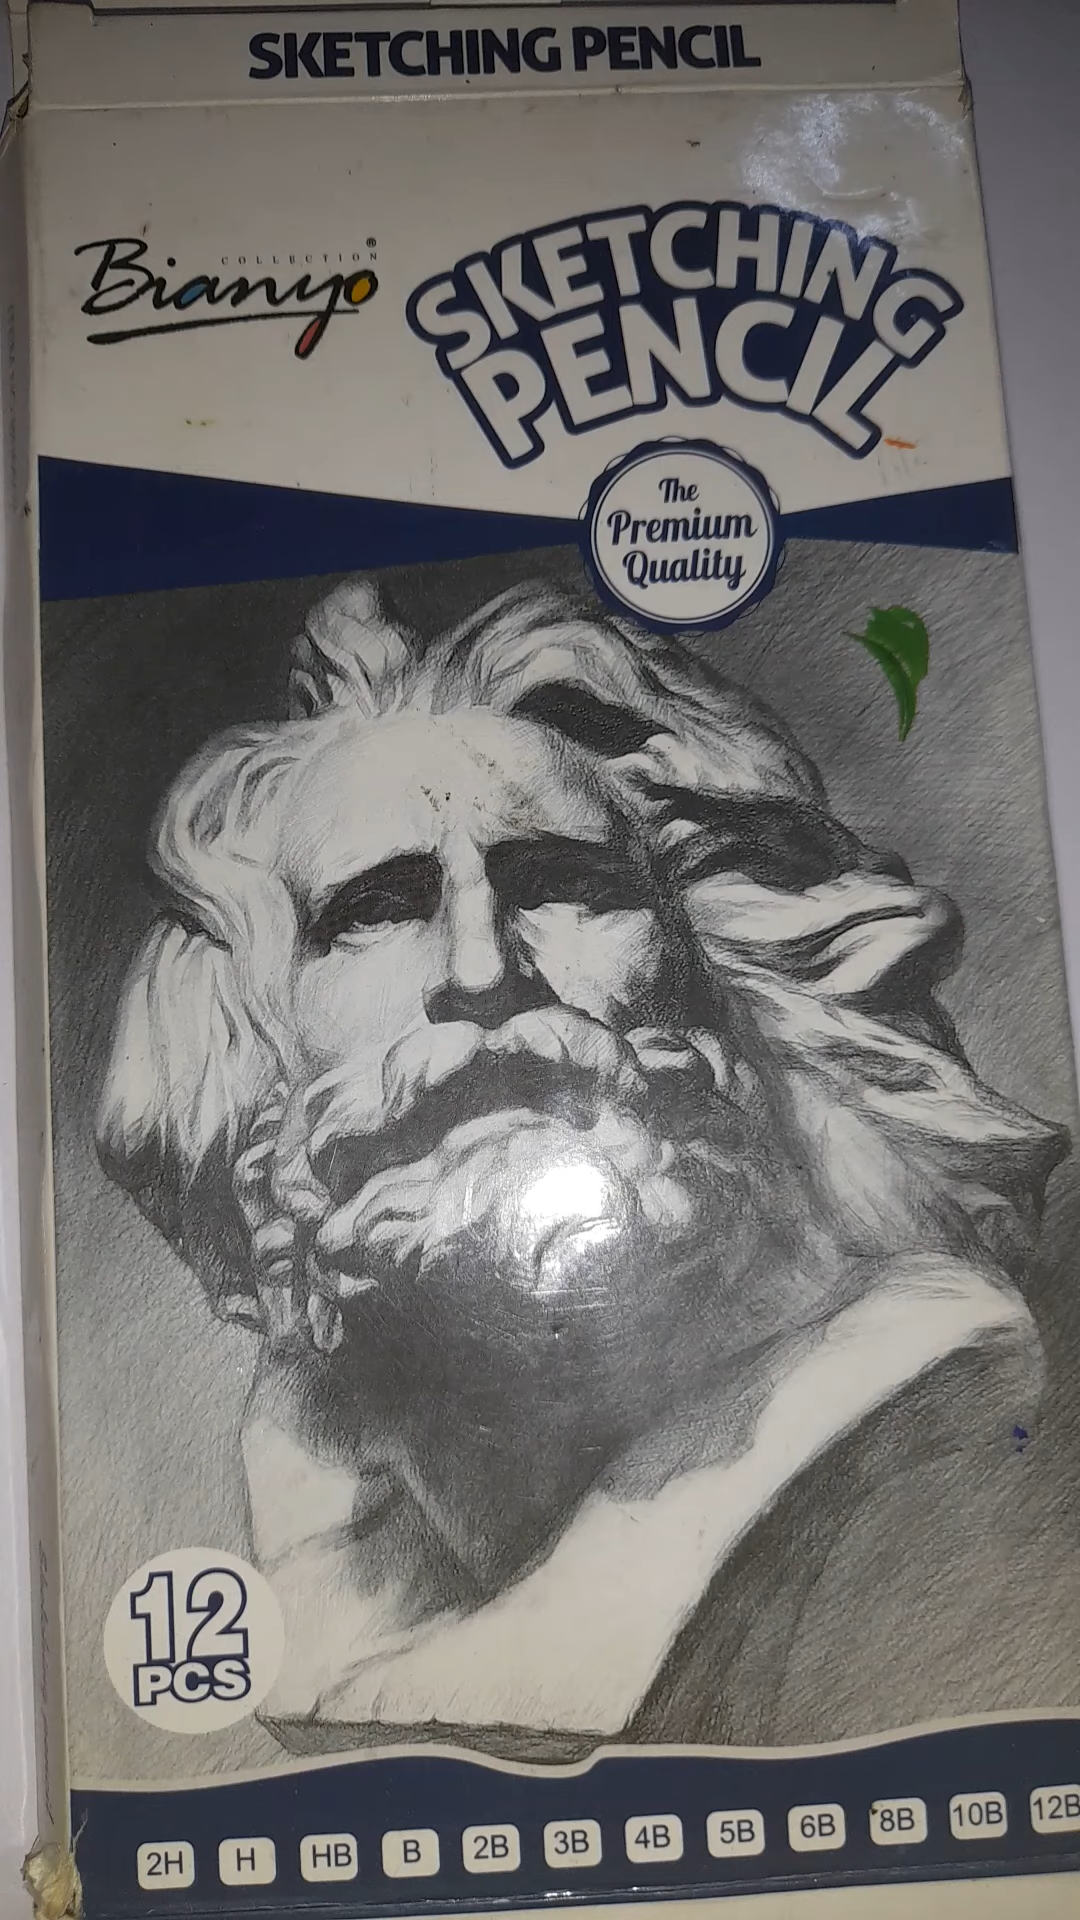 SKETCHING PENCIL
COLLECTION ®
Bianyo
SKETCHING
PENCIL
The
Premium
Quality
12
PCS
2H H HB B 2B 3B 4B 5B 6B 8B 10B 12B